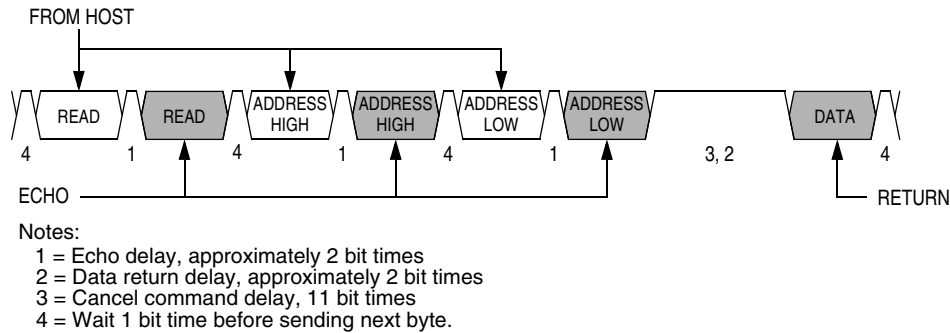 FROM HOST
READ READ ADDRESS HIGH ADDRESS HIGH ADDRESS LOW ADDRESS LOW DATA
4 1 4 1 4 1 3, 2 4
ECHO RETURN
Notes:
1 = Echo delay, approximately 2 bit times
2 = Data return delay, approximately 2 bit times
3 = Cancel command delay, 11 bit times
4 = Wait 1 bit time before sending next byte.